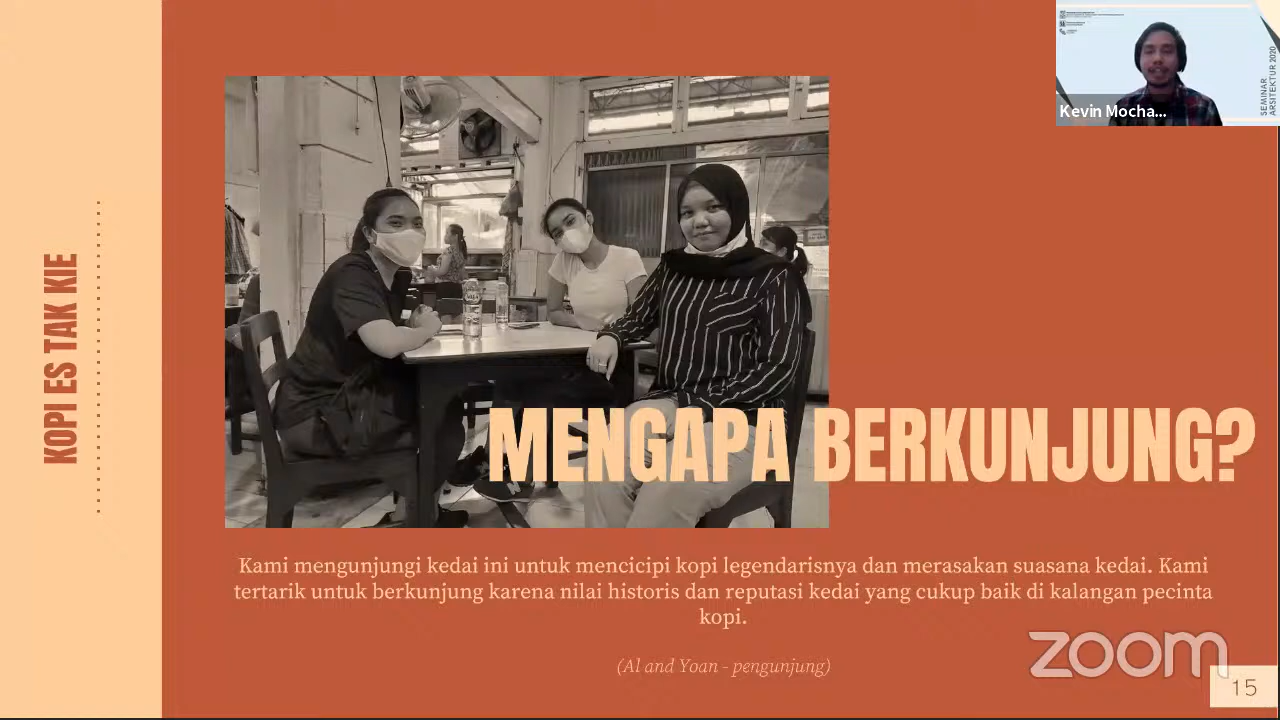 KOPI ES TAK KIE
Kevin Mocha...
SEMINAR
ARSITEKTUR 2020
MENGAPA BERKUNJUNG?
Kami mengunjungi kedai ini untuk mencicipi kopi legendarisnya dan merasakan suasana kedai. Kami
tertarik untuk berkunjung karena nilai historis dan reputasi kedai yang cukup baik di kalangan pecinta
kopi.
(Al and Yoan - pengunjung)
zoom
15